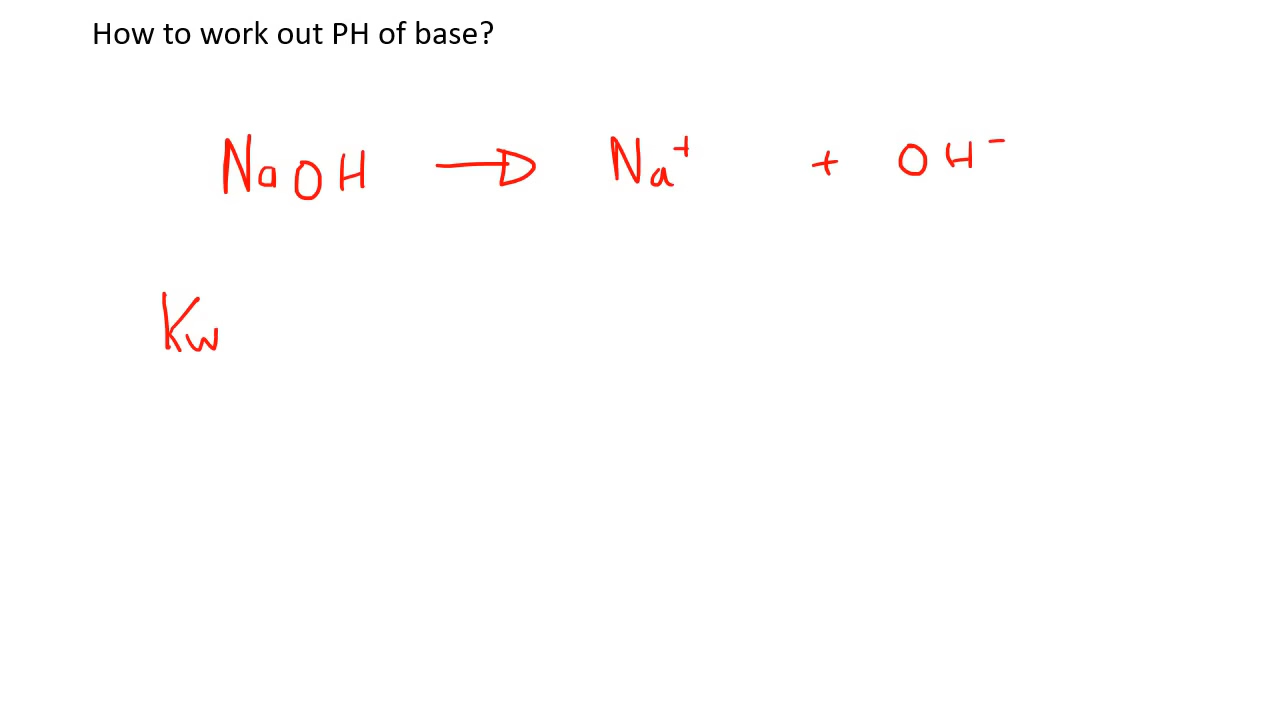 How to work out PH of base?
NaOH → Na⁺ + OH⁻
Kw